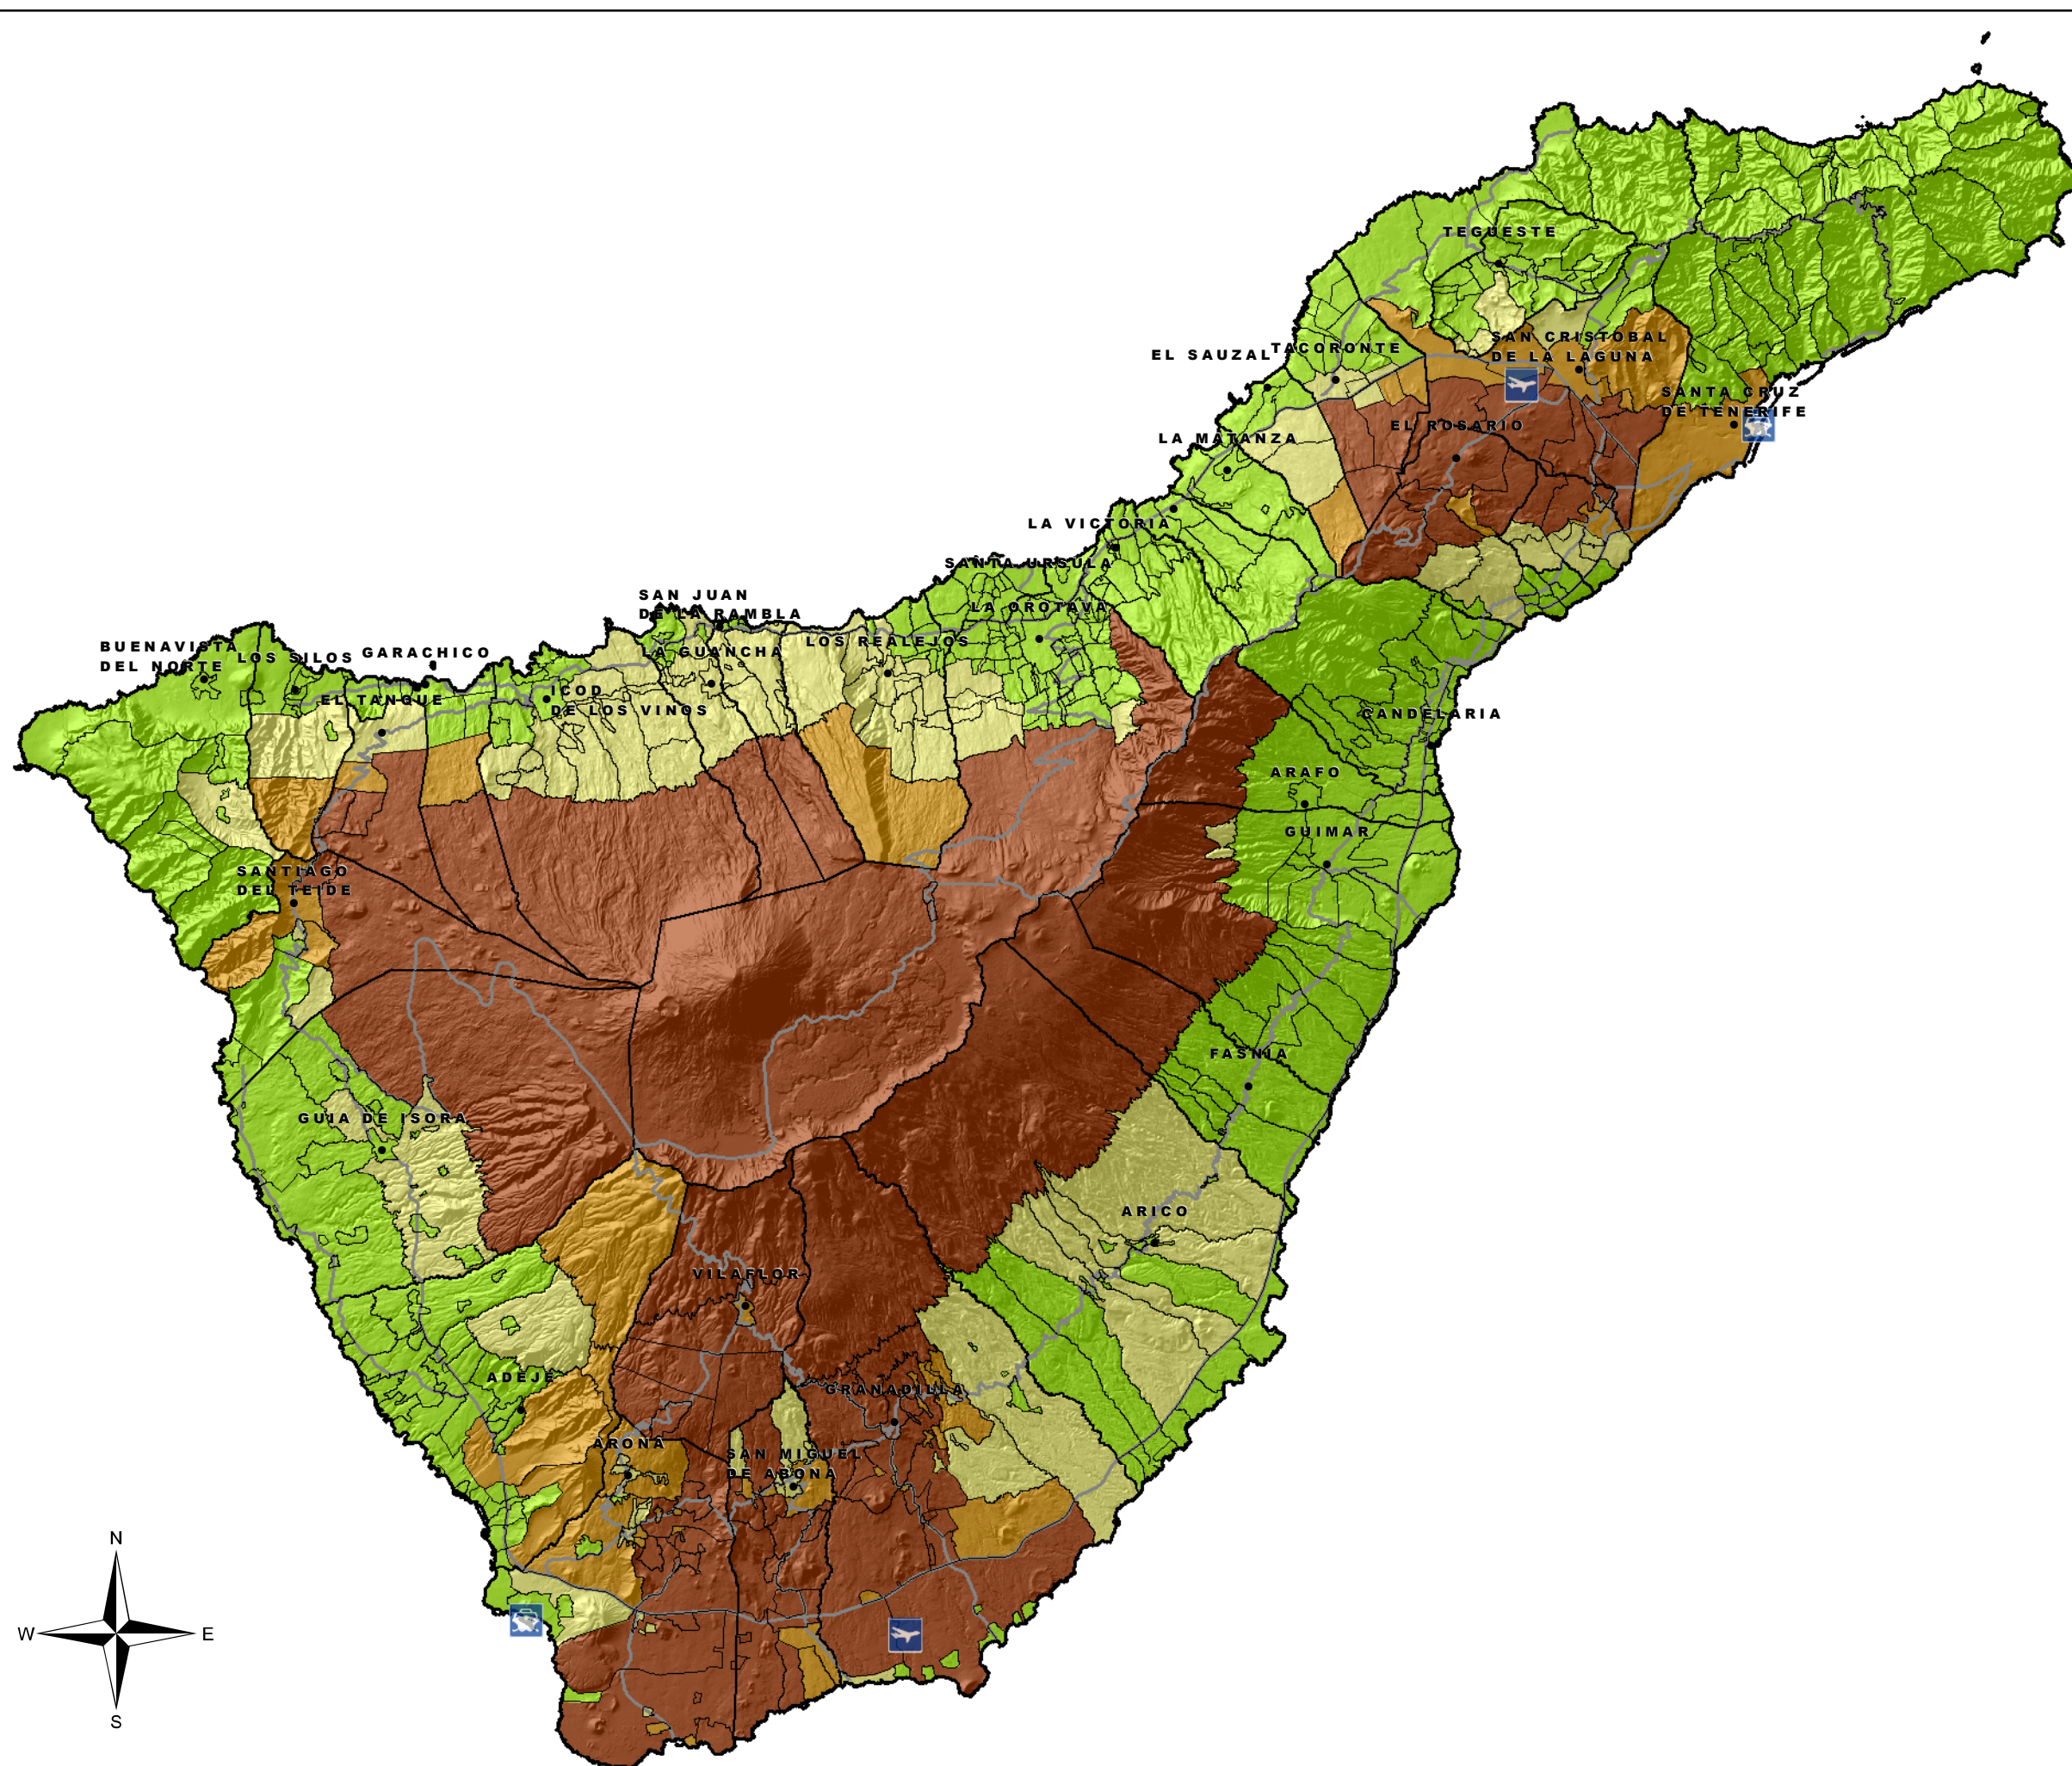 TEGUESTE
SAN CRISTOBAL
DE LA LAGUNA
EL SAUZAL
TACORONTE
SANTA CRUZ
DE TENERIFE
EL ROSARIO
LA MATANZA
LA VICTORIA
SANTA URSULA
SAN JUAN
DE LA RAMBLA
LA OROTAVA
LOS REALEJOS
LA GUANCHA
BUENAVISTA
DEL NORTE
LOS SILOS
GARACHICO
EL TANQUE
ICOD
DE LOS VINOS
CANDELARIA
ARAFO
GUIMAR
SANTIAGO
DEL TEIDE
FASNIA
GUIA DE ISORA
ARICO
VILAFLOR
ADEJE
GRANADILLA
ARONA
SAN MIGUEL
DE ABONA
N
W
E
S